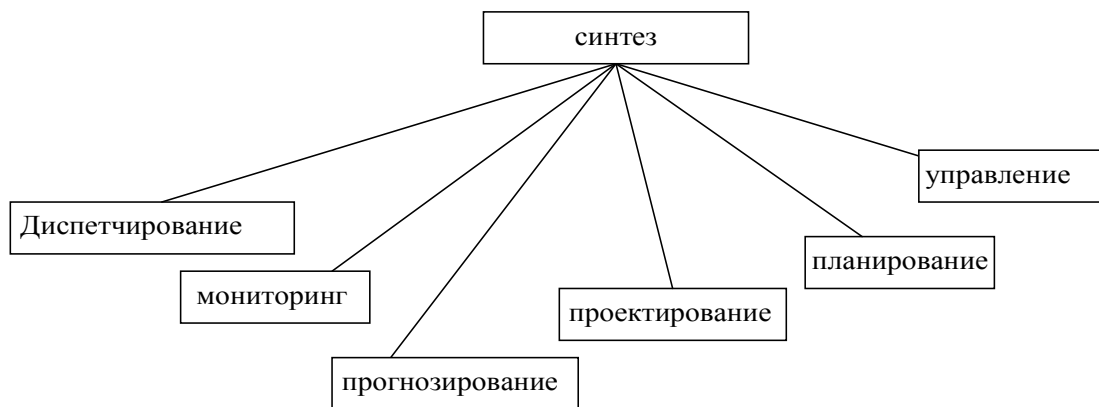 синтез
управление
Диспетчирование
планирование
мониторинг
проектирование
прогнозирование